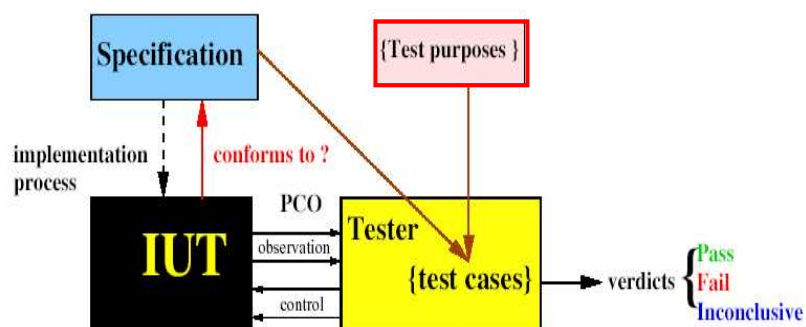 Specification
{Test purposes }
implementation
process
conforms to ?
PCO
IUT
observation
control
Tester
{test cases}
verdicts
{
Pass
Fail
Inconclusive